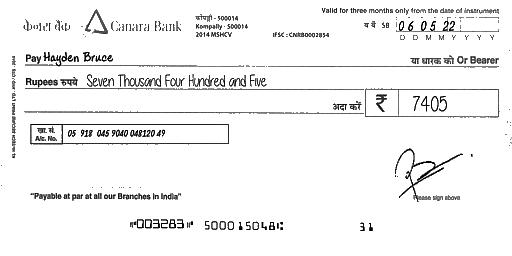 केनरा बैंक Canara Bank
कोंपल्ली - 500014
Kompally - 500014
2014 MSHCV
IFSC : CNRB0002854
Valid for three months only from the date of instrument
SB 06 05 22
D D M M Y Y Y Y
Pay Hayden Bruce या धारक को Or Bearer
Rupees रुपये Seven Thousand Four Hundred and Five
अदा करें ₹ 7405
खा. सं.
A/c. No. 05 918 045 9040 048120 49
Please sign above
"Payable at par at all our Branches in India"
⑈003283⑈ 500015048⑆ 31